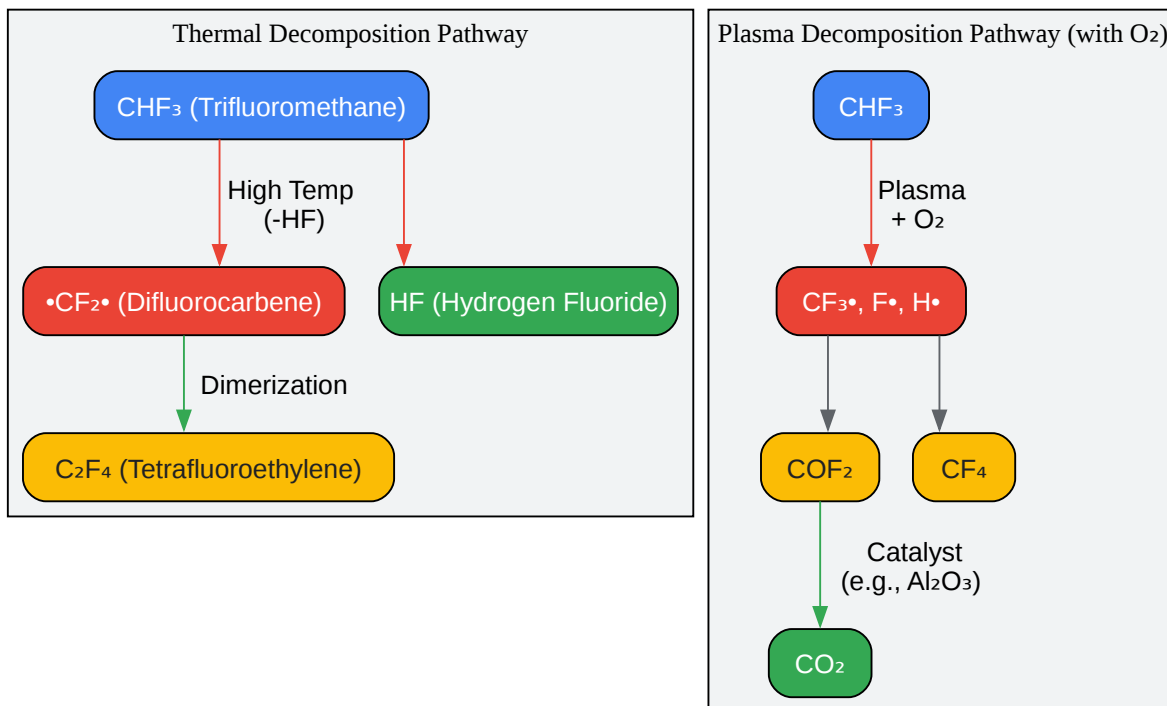 Thermal Decomposition Pathway
CHF₃ (Trifluoromethane)
High Temp
(-HF)
•CF₂• (Difluorocarbene)
HF (Hydrogen Fluoride)
Dimerization
C₂F₄ (Tetrafluoroethylene)
Plasma Decomposition Pathway (with O₂)
CHF₃
Plasma
+ O₂
CF₃•, F•, H•
COF₂
CF₄
Catalyst
(e.g., Al₂O₃)
CO₂